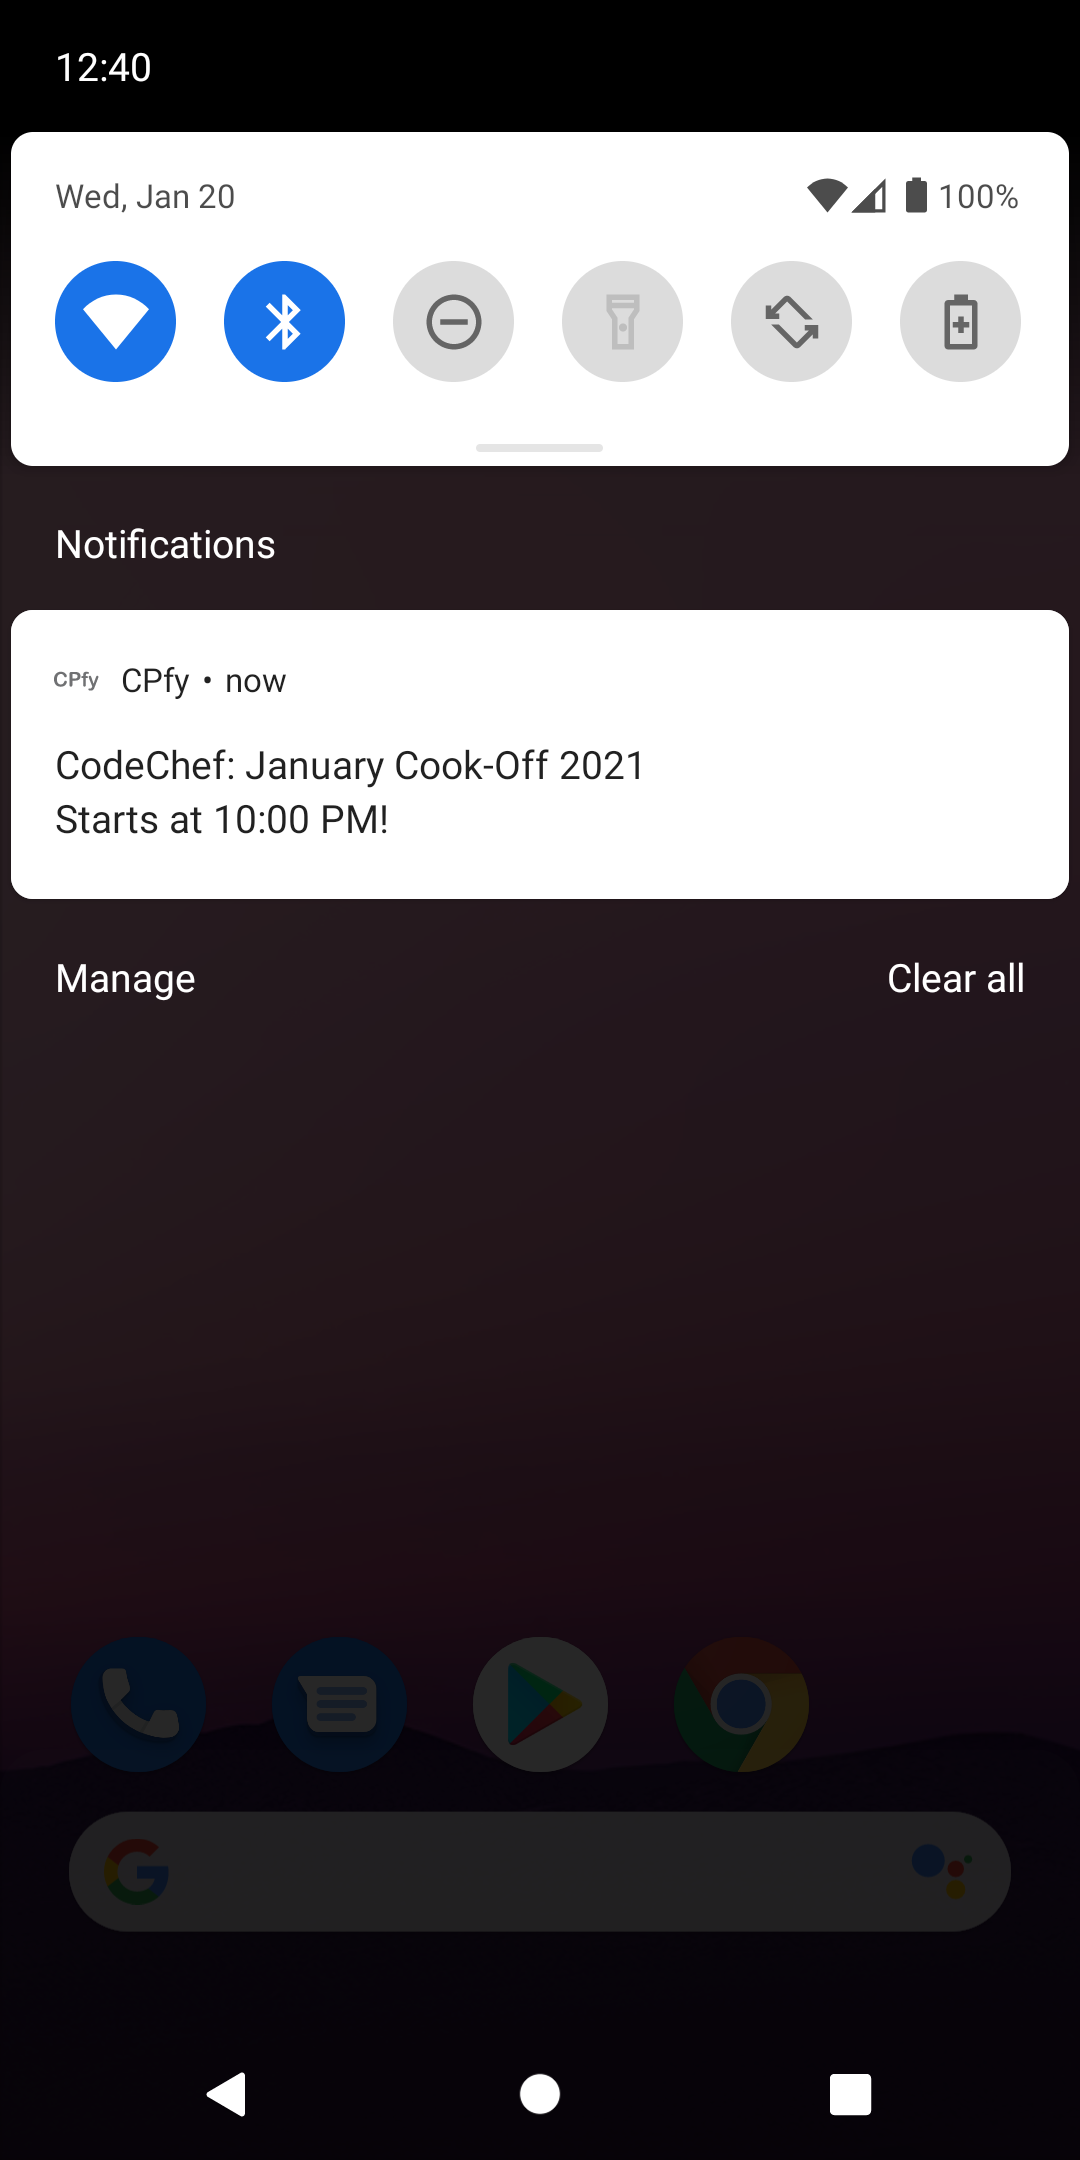 12:40
Wed, Jan 20 100%
Notifications
CPfy CPfy • now
CodeChef: January Cook-Off 2021
Starts at 10:00 PM!
Manage Clear all